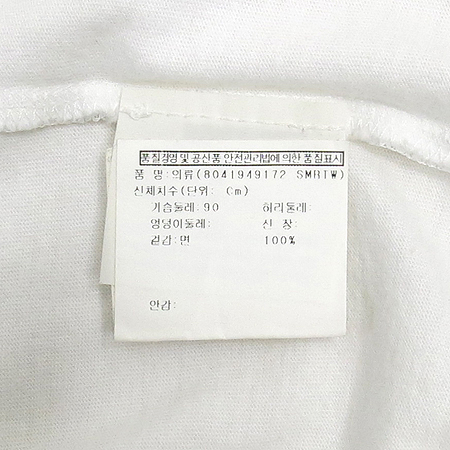 품질경영 및 공산품 안전관리법에 의한 품질표시
품 명: 의류(8041949172 SMRTW)
신체치수(단위: Cm)
가슴둘레: 90 허리둘레:
엉덩이둘레: 신 장:
겉감: 면 100%
안감: